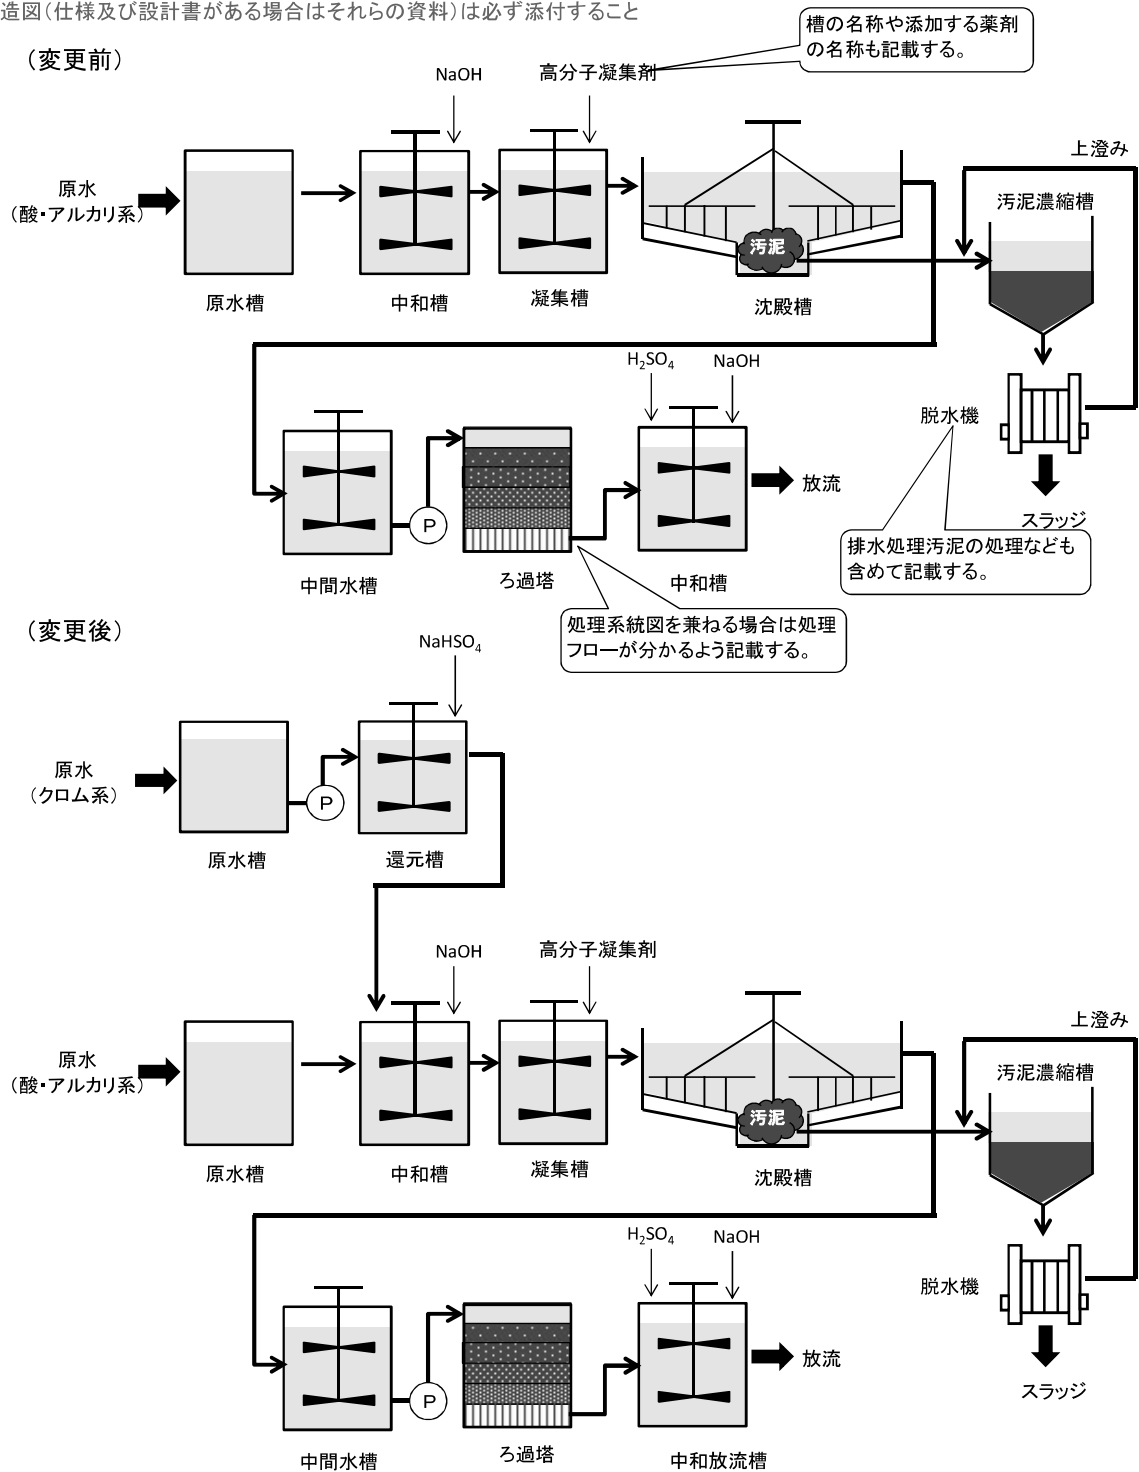 造図(仕様及び設計書がある場合はそれらの資料)は必ず添付すること
(変更前)
槽の名称や添加する薬剤
の名称も記載する。
NaOH
高分子凝集剤
原水
(酸・アルカリ系)
上澄み
汚泥濃縮槽
汚泥
原水槽
中和槽
凝集槽
沈殿槽
H2SO4
NaOH
脱水機
P
放流
スラッジ
排水処理汚泥の処理なども
含めて記載する。
中間水槽
ろ過塔
中和槽
処理系統図を兼ねる場合は処理
フローが分かるよう記載する。
(変更後)
NaHSO4
原水
(クロム系)
P
原水槽
還元槽
NaOH
高分子凝集剤
上澄み
原水
(酸・アルカリ系)
汚泥濃縮槽
汚泥
原水槽
中和槽
凝集槽
沈殿槽
H2SO4
NaOH
脱水機
P
放流
スラッジ
中間水槽
ろ過塔
中和放流槽